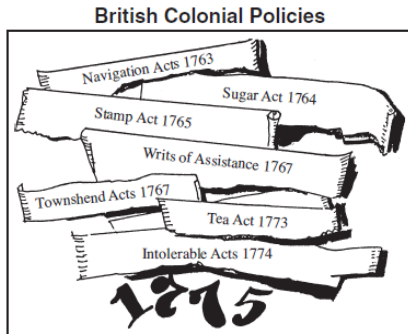 British Colonial Policies
Navigation Acts 1763
Sugar Act 1764
Stamp Act 1765
Writs of Assistance 1767
Townshend Acts 1767
Tea Act 1773
Intolerable Acts 1774
1775